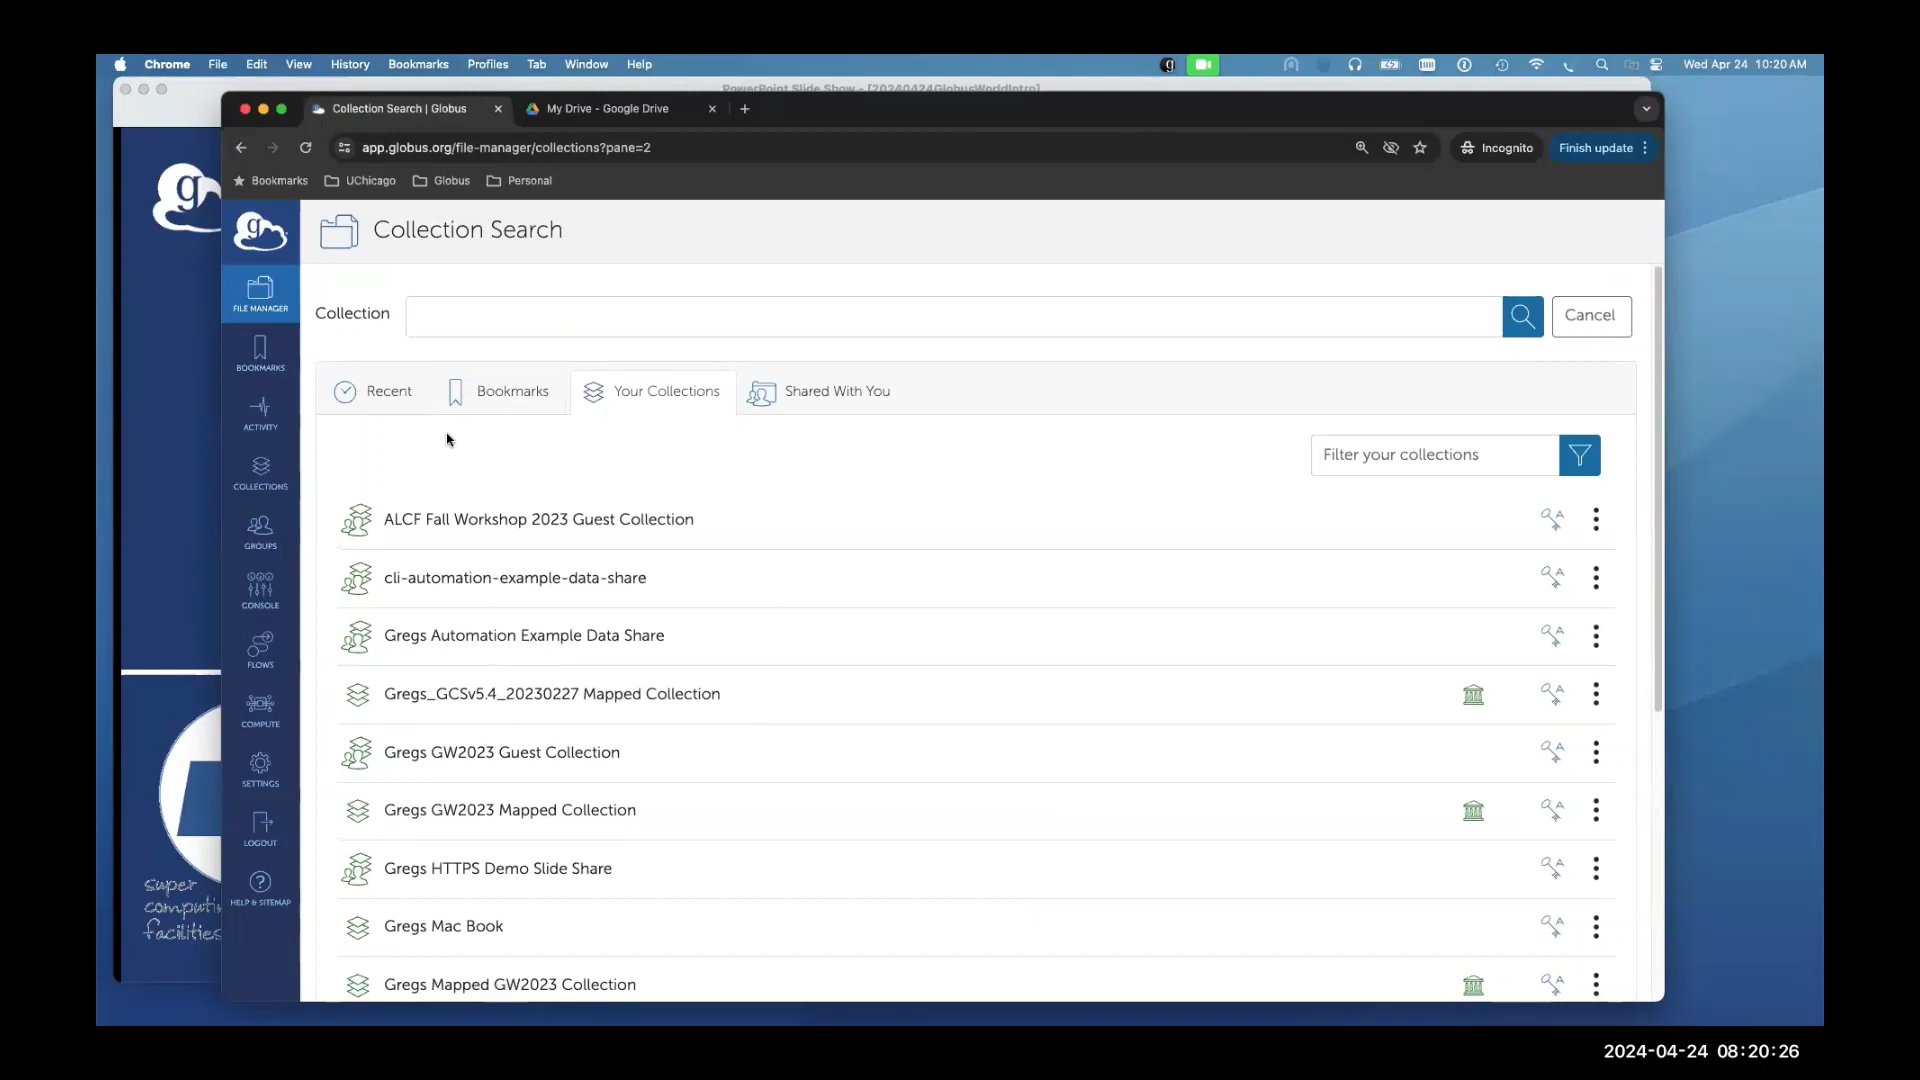 Chrome File Edit View History Bookmarks Profiles Tab Window Help
Wed Apr 24 10:20 AM
PowerPoint Slide Show - [20240424GlobusWorldIntro]
Collection Search | Globus
My Drive - Google Drive
app.globus.org/file-manager/collections?pane=2
Incognito
Finish update
Bookmarks UChicago Globus Personal
g
g
Collection Search
FILE MANAGER
BOOKMARKS
ACTIVITY
COLLECTIONS
GROUPS
CONSOLE
FLOWS
COMPUTE
SETTINGS
LOGOUT
HELP & SITEMAP
Collection
Cancel
Recent Bookmarks Your Collections Shared With You
Filter your collections
ALCF Fall Workshop 2023 Guest Collection
cli-automation-example-data-share
Gregs Automation Example Data Share
Gregs_GCSv5.4_20230227 Mapped Collection
Gregs GW2023 Guest Collection
Gregs GW2023 Mapped Collection
Gregs HTTPS Demo Slide Share
Gregs Mac Book
Gregs Mapped GW2023 Collection
super
computi
facilities
2024-04-24 08:20:26